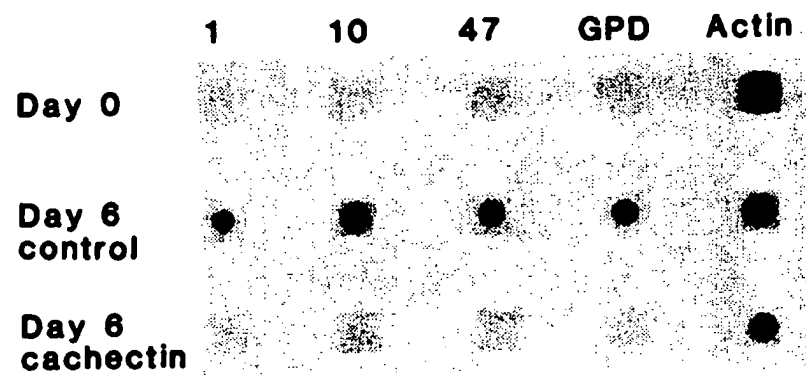 1 10 47 GPD Actin
Day 0
Day 6
control
Day 6
cachectin